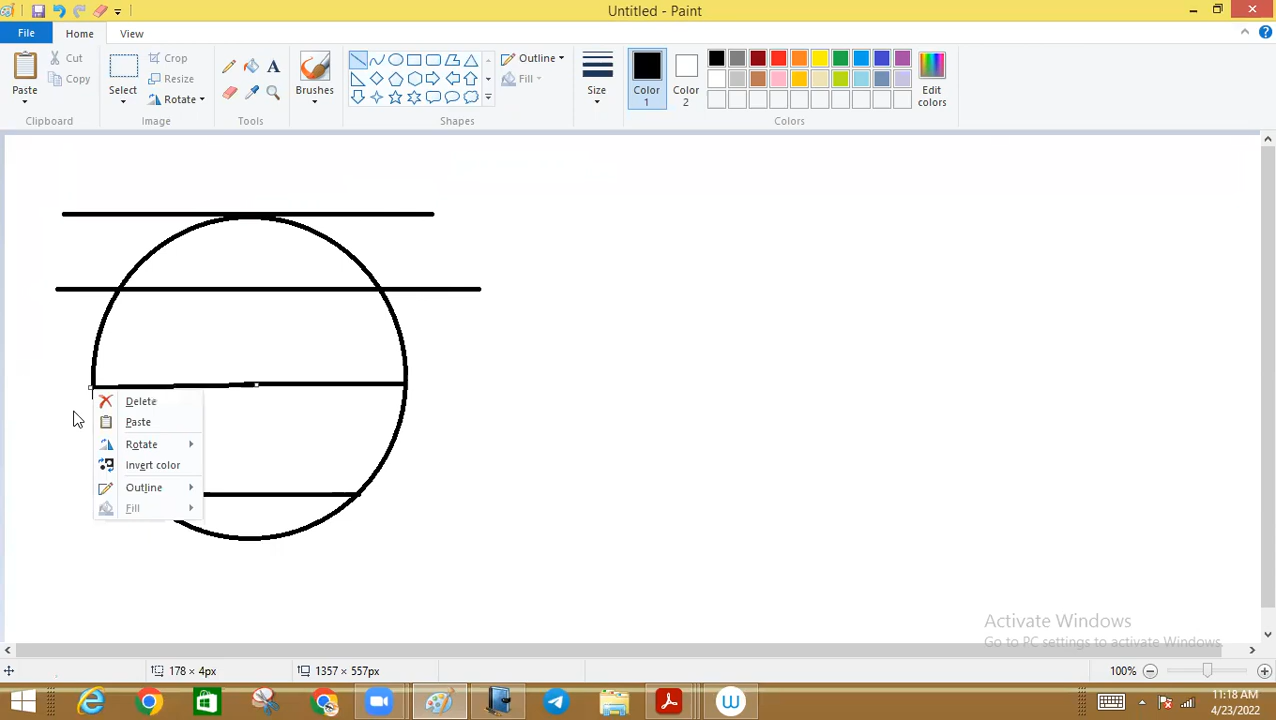 Untitled - Paint
File Home View
Paste
Cut
Copy
Clipboard
Select
Crop
Resize
Rotate
Image
A
Tools
Brushes
Shapes
Outline
Fill
Size
Color 1
Color 2
Edit colors
Colors
Delete
Paste
Rotate
Invert color
Outline
Fill
Activate Windows
Go to PC settings to activate Windows.
178 × 4px
1357 × 557px
100%
W
11:18 AM
4/23/2022